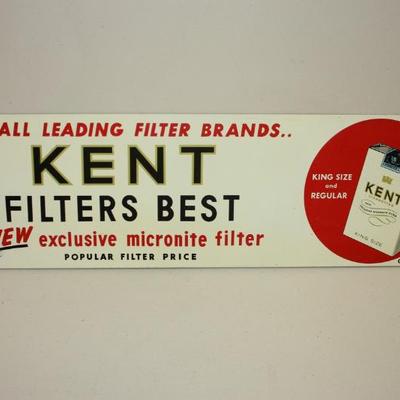 ALL LEADING FILTER BRANDS..
KENT
FILTERS BEST
NEW exclusive micronite filter
POPULAR FILTER PRICE
KING SIZE
and
REGULAR
KENT
KING SIZE